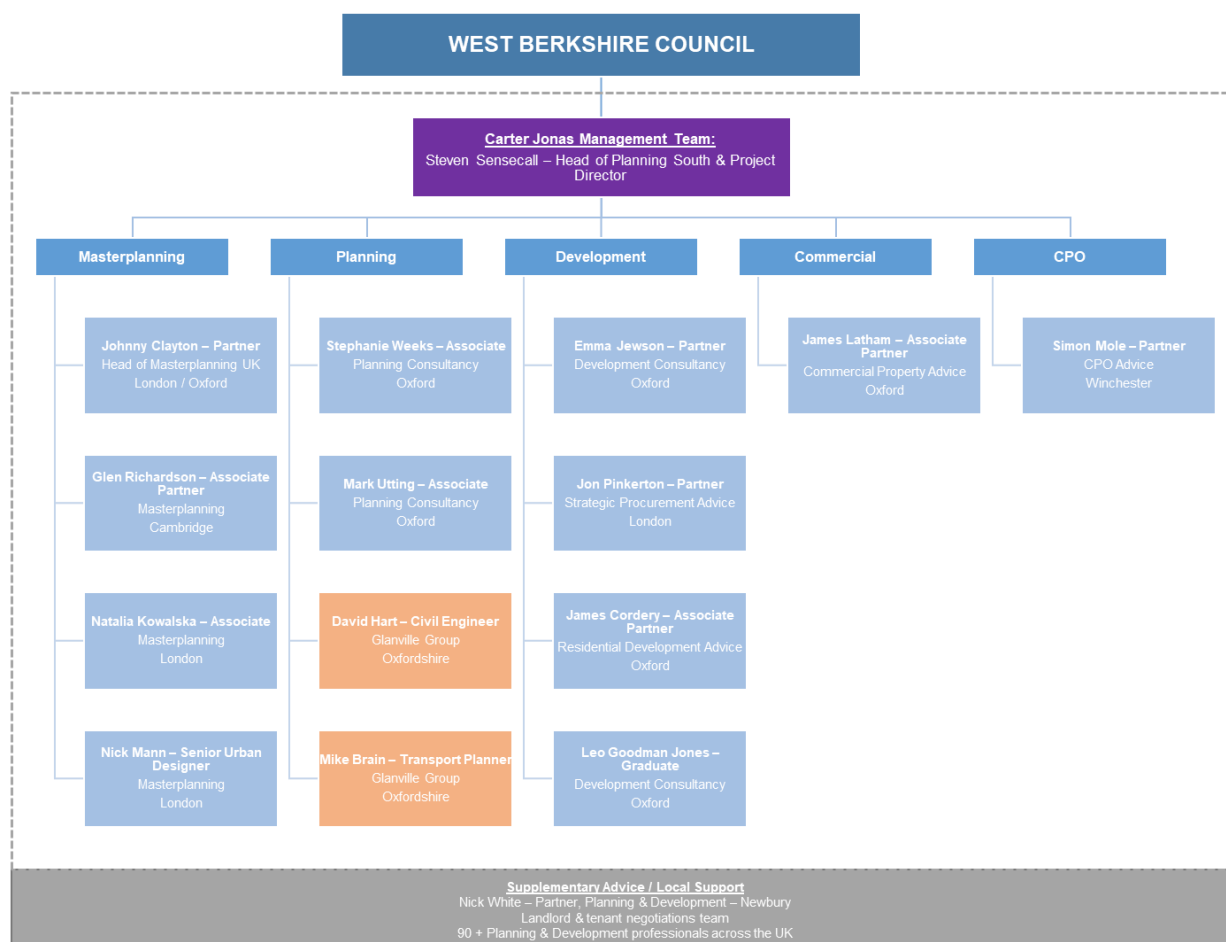 WEST BERKSHIRE COUNCIL
Carter Jonas Management Team:
Steven Sensecall – Head of Planning South & Project
Director
Masterplanning
Planning
Development
Commercial
CPO
Johnny Clayton – Partner
Head of Masterplanning UK
London / Oxford
Stephanie Weeks – Associate
Planning Consultancy
Oxford
Emma Jewson – Partner
Development Consultancy
Oxford
James Latham – Associate
Partner
Commercial Property Advice
Oxford
Simon Mole – Partner
CPO Advice
Winchester
Glen Richardson – Associate
Partner
Masterplanning
Cambridge
Mark Utting – Associate
Planning Consultancy
Oxford
Jon Pinkerton – Partner
Strategic Procurement Advice
London
Natalia Kowalska – Associate
Masterplanning
London
David Hart – Civil Engineer
Glanville Group
Oxfordshire
James Cordery – Associate
Partner
Residential Development Advice
Oxford
Nick Mann – Senior Urban
Designer
Masterplanning
London
Mike Brain – Transport Planner
Glanville Group
Oxfordshire
Leo Goodman Jones –
Graduate
Development Consultancy
Oxford
Supplementary Advice / Local Support
Nick White – Partner, Planning & Development – Newbury
Landlord & tenant negotiations team
90 + Planning & Development professionals across the UK